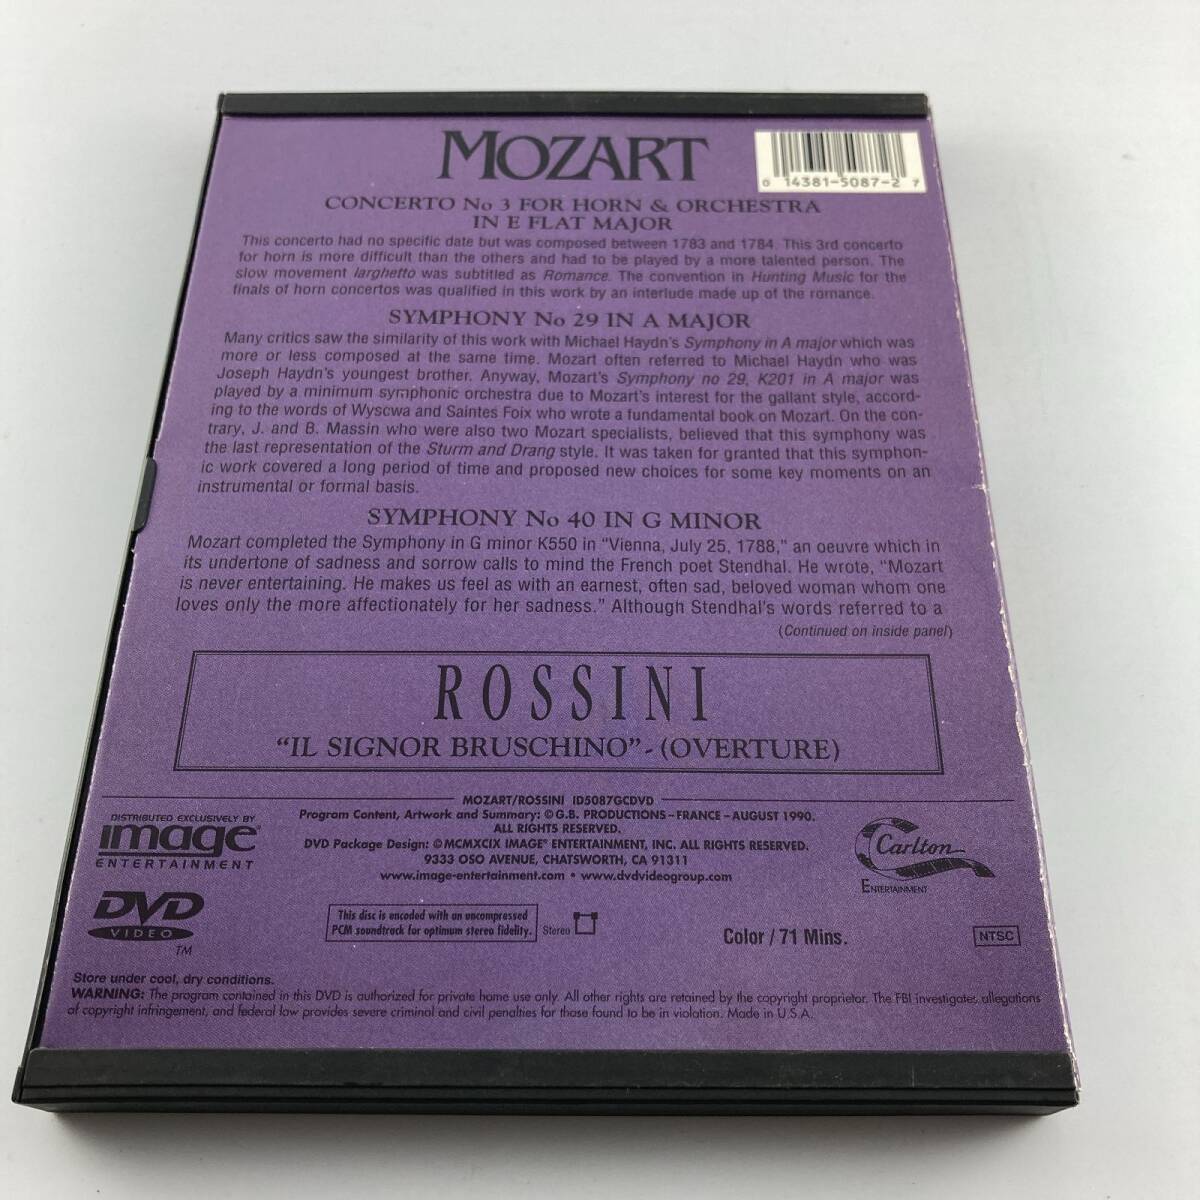 MOZART
0 14381-5087-2 7
CONCERTO No 3 FOR HORN & ORCHESTRA
IN E FLAT MAJOR
This concerto had no specific date but was composed between 1783 and 1784. This 3rd concerto
for horn is more difficult than the others and had to be played by a more talented person. The
slow movement larghetto was subtitled as Romance. The convention in Hunting Music for the
finals of horn concertos was qualified in this work by an interlude made up of the romance.
SYMPHONY No 29 IN A MAJOR
Many critics saw the similarity of this work with Michael Haydn's Symphony in A major which was
more or less composed at the same time. Mozart often referred to Michael Haydn who was
Joseph Haydn's youngest brother. Anyway, Mozart's Symphony no 29, K201 in A major was
played by a minimum symphonic orchestra due to Mozart's interest for the gallant style, accord-
ing to the words of Wyscwa and Saintes Foix who wrote a fundamental book on Mozart. On the con-
trary, J. and B. Massin who were also two Mozart specialists, believed that this symphony was
the last representation of the Sturm and Drang style. It was taken for granted that this symphon-
ic work covered a long period of time and proposed new choices for some key moments on an
instrumental or formal basis.
SYMPHONY No 40 IN G MINOR
Mozart completed the Symphony in G minor K550 in "Vienna, July 25, 1788," an oeuvre which in
its undertone of sadness and sorrow calls to mind the French poet Stendhal. He wrote, "Mozart
is never entertaining. He makes us feel as with an earnest, often sad, beloved woman whom one
loves only the more affectionately for her sadness." Although Stendhal's words referred to a
(Continued on inside panel)
ROSSINI
"IL SIGNOR BRUSCHINO" - (OVERTURE)
MOZART/ROSSINI ID5087GCDVD
Program Content, Artwork and Summary: © G.B. PRODUCTIONS – FRANCE – AUGUST 1990.
ALL RIGHTS RESERVED.
DVD Package Design: © MCMXCIX IMAGE® ENTERTAINMENT, INC. ALL RIGHTS RESERVED.
9333 OSO AVENUE, CHATSWORTH, CA 91311
www.image-entertainment.com • www.dvdvideogroup.com
DISTRIBUTED EXCLUSIVELY BY
image
ENTERTAINMENT
Carlton
ENTERTAINMENT
DVD
VIDEO
TM
This disc is encoded with an uncompressed
PCM soundtrack for optimum stereo fidelity.
Stereo
Color / 71 Mins.
NTSC
Store under cool, dry conditions.
WARNING: The program contained in this DVD is authorized for private home use only. All other rights are retained by the copyright proprietor. The FBI investigates allegations
of copyright infringement, and federal law provides severe criminal and civil penalties for those found to be in violation. Made in U.S.A.